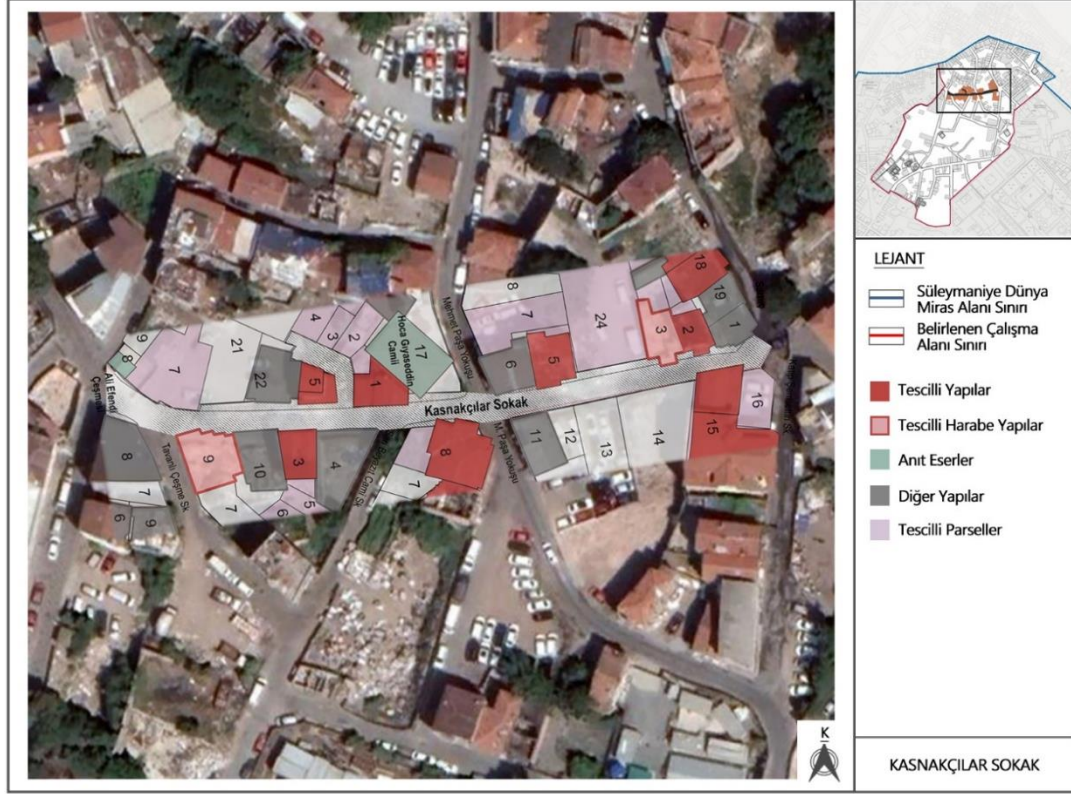 8
18
19
7
24
3
2
1
6
5
Mehmet Paşa Yokuşu
4
3
2
17
Hoca Gıyaseddin
Camii
9
8
7
21
22
5
1
Ali Efendi
Çeşmesi
Kasnakçılar Sokak
16
15
14
13
12
11
M. Paşa Yokuşu
8
7
4
3
10
9
8
7
6
9
7
6
5
Tavanlı Çeşme Sk.
K
LEJANT
Süleymaniye Dünya
Miras Alanı Sınırı
Belirlenen Çalışma
Alanı Sınırı
Tescilli Yapılar
Tescilli Harabe Yapılar
Anıt Eserler
Diğer Yapılar
Tescilli Parseller
KASNAKÇILAR SOKAK